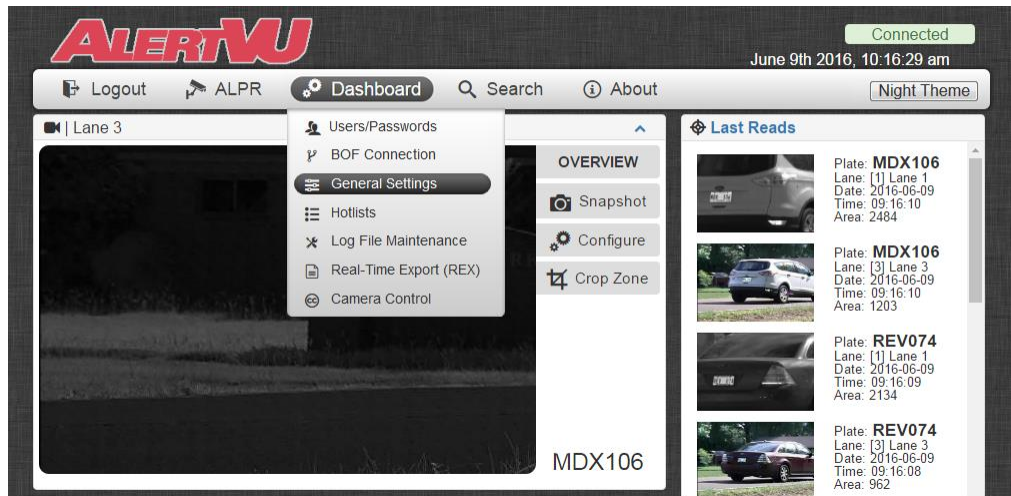 ALERTVU
Connected
June 9th 2016, 10:16:29 am
Logout ALPR Dashboard Search About Night Theme
| Lane 3
Users/Passwords
BOF Connection
General Settings
Hotlists
Log File Maintenance
Real-Time Export (REX)
Camera Control
OVERVIEW
Snapshot
Configure
Crop Zone
MDX106
Last Reads
Plate: MDX106
Lane: [1] Lane 1
Date: 2016-06-09
Time: 09:16:10
Area: 2484
Plate: MDX106
Lane: [3] Lane 3
Date: 2016-06-09
Time: 09:16:10
Area: 1203
Plate: REV074
Lane: [1] Lane 1
Date: 2016-06-09
Time: 09:16:09
Area: 2134
Plate: REV074
Lane: [3] Lane 3
Date: 2016-06-09
Time: 09:16:08
Area: 962